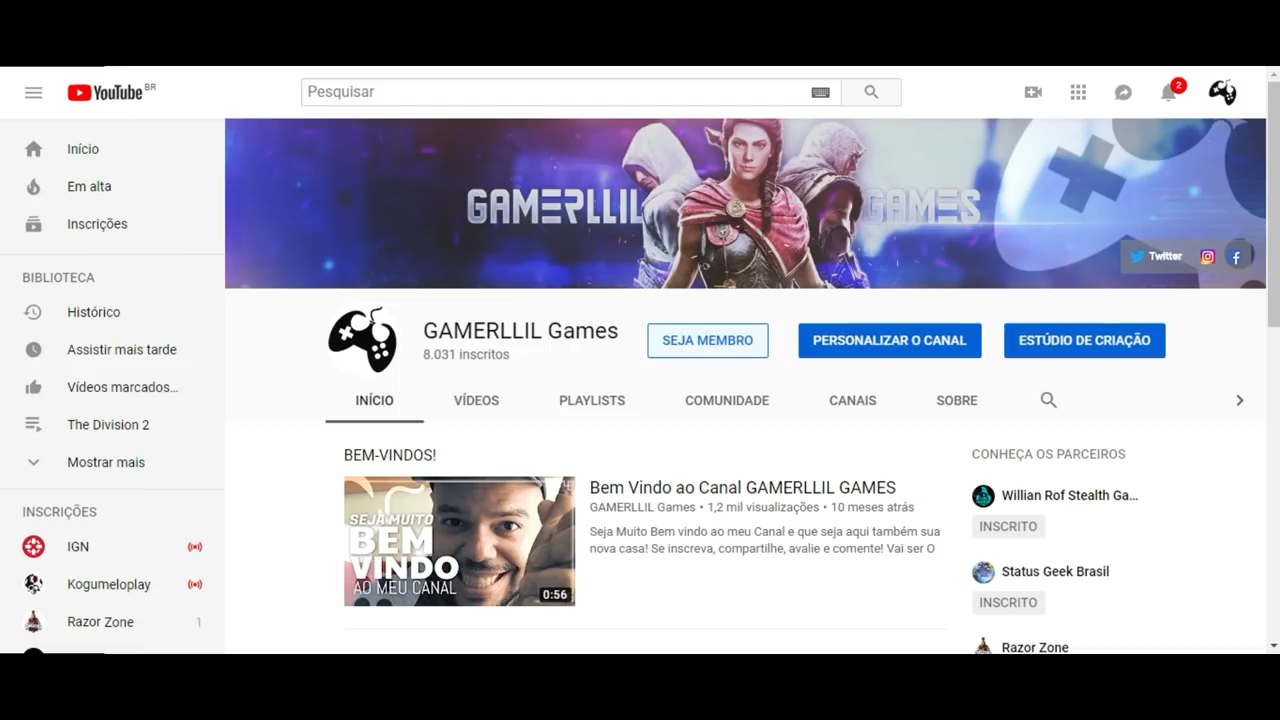 YouTube BR
Pesquisar
2
Início
Em alta
Inscrições
BIBLIOTECA
Histórico
Assistir mais tarde
Vídeos marcados...
The Division 2
Mostrar mais
INSCRIÇÕES
IGN
Kogumeloplay
Razor Zone 1
GAMERLLIL GAMES
Twitter
GAMERLLIL Games
8.031 inscritos
SEJA MEMBRO
PERSONALIZAR O CANAL
ESTÚDIO DE CRIAÇÃO
INÍCIO VÍDEOS PLAYLISTS COMUNIDADE CANAIS SOBRE
BEM-VINDOS!
SEJA MUITO
BEM
VINDO
AO MEU CANAL
0:56
Bem Vindo ao Canal GAMERLLIL GAMES
GAMERLLIL Games • 1,2 mil visualizações • 10 meses atrás
Seja Muito Bem vindo ao meu Canal e que seja aqui também sua
nova casa! Se inscreva, compartilhe, avalie e comente! Vai ser O
CONHEÇA OS PARCEIROS
Willian Rof Stealth Ga...
INSCRITO
Status Geek Brasil
INSCRITO
Razor Zone